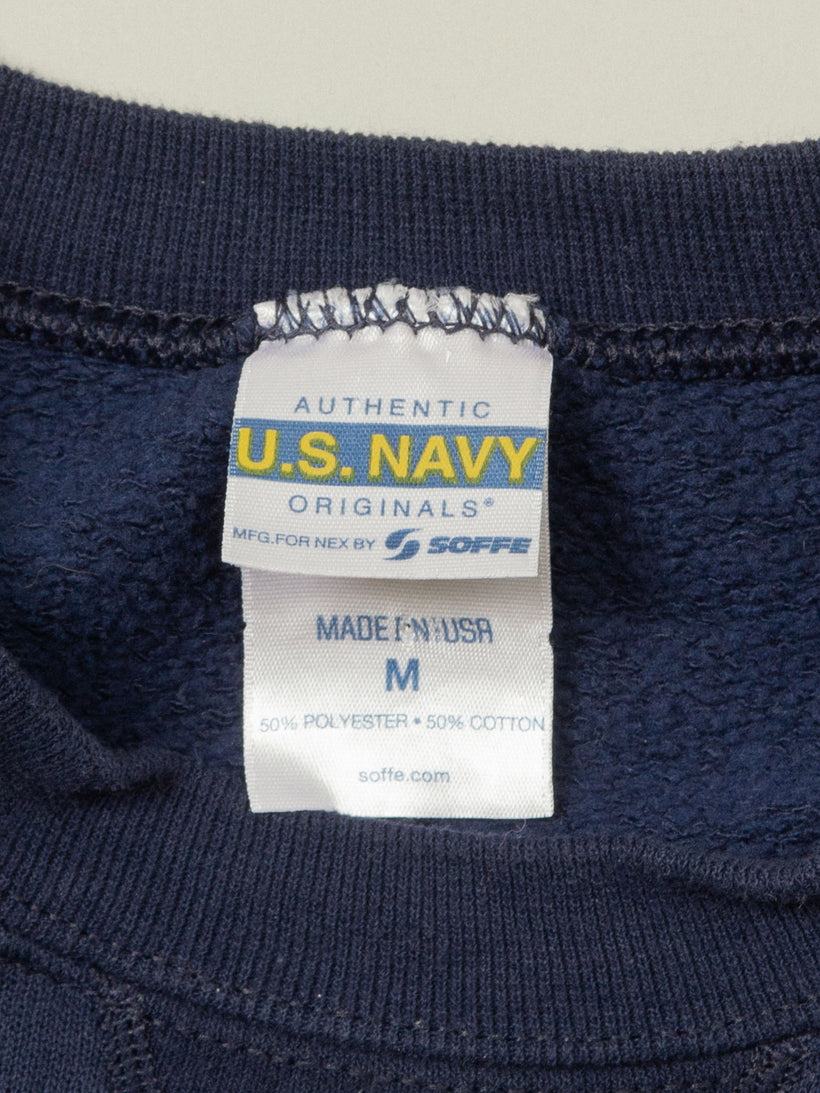 AUTHENTIC
U.S. NAVY
ORIGINALS®
MFG.FOR NEX BY SOFFE
MADE IN USA
M
50% POLYESTER • 50% COTTON
soffe.com